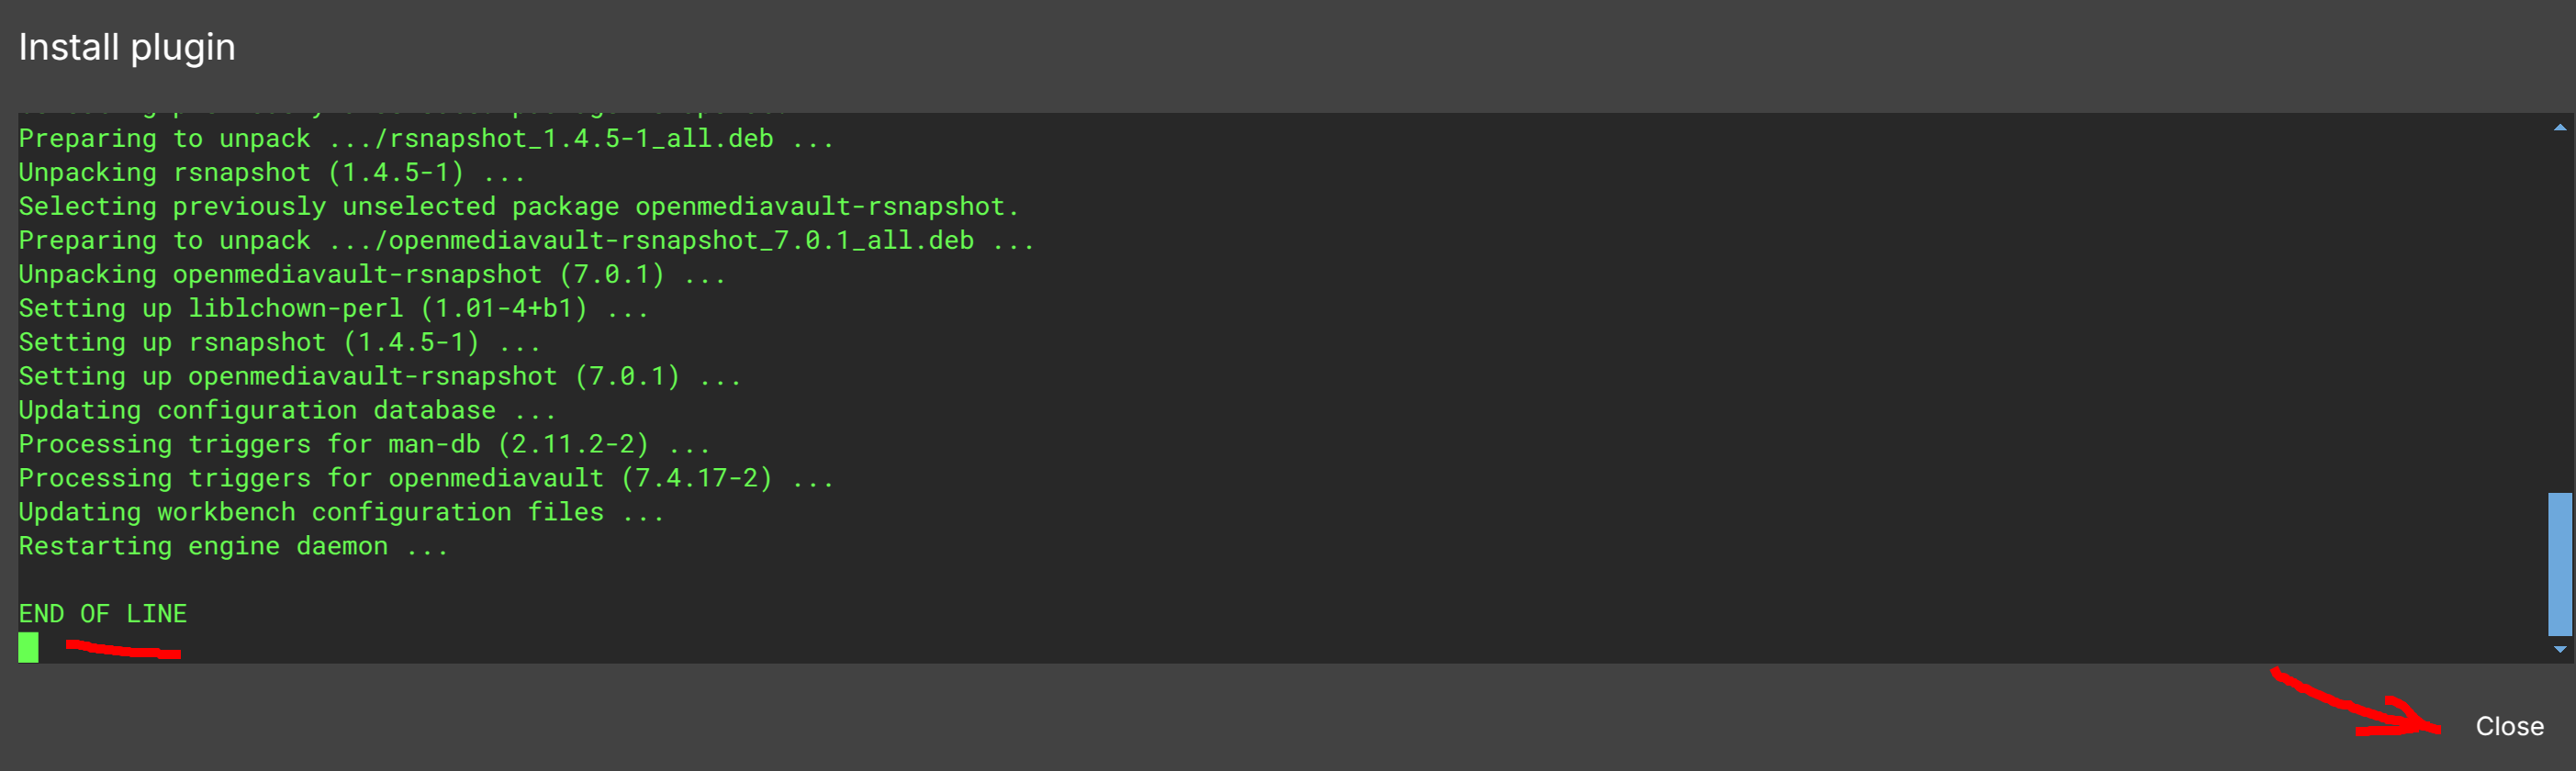 Install plugin
Preparing to unpack .../rsnapshot_1.4.5-1_all.deb ...
Unpacking rsnapshot (1.4.5-1) ...
Selecting previously unselected package openmediavault-rsnapshot.
Preparing to unpack .../openmediavault-rsnapshot_7.0.1_all.deb ...
Unpacking openmediavault-rsnapshot (7.0.1) ...
Setting up liblchown-perl (1.01-4+b1) ...
Setting up rsnapshot (1.4.5-1) ...
Setting up openmediavault-rsnapshot (7.0.1) ...
Updating configuration database ...
Processing triggers for man-db (2.11.2-2) ...
Processing triggers for openmediavault (7.4.17-2) ...
Updating workbench configuration files ...
Restarting engine daemon ...
END OF LINE
Close